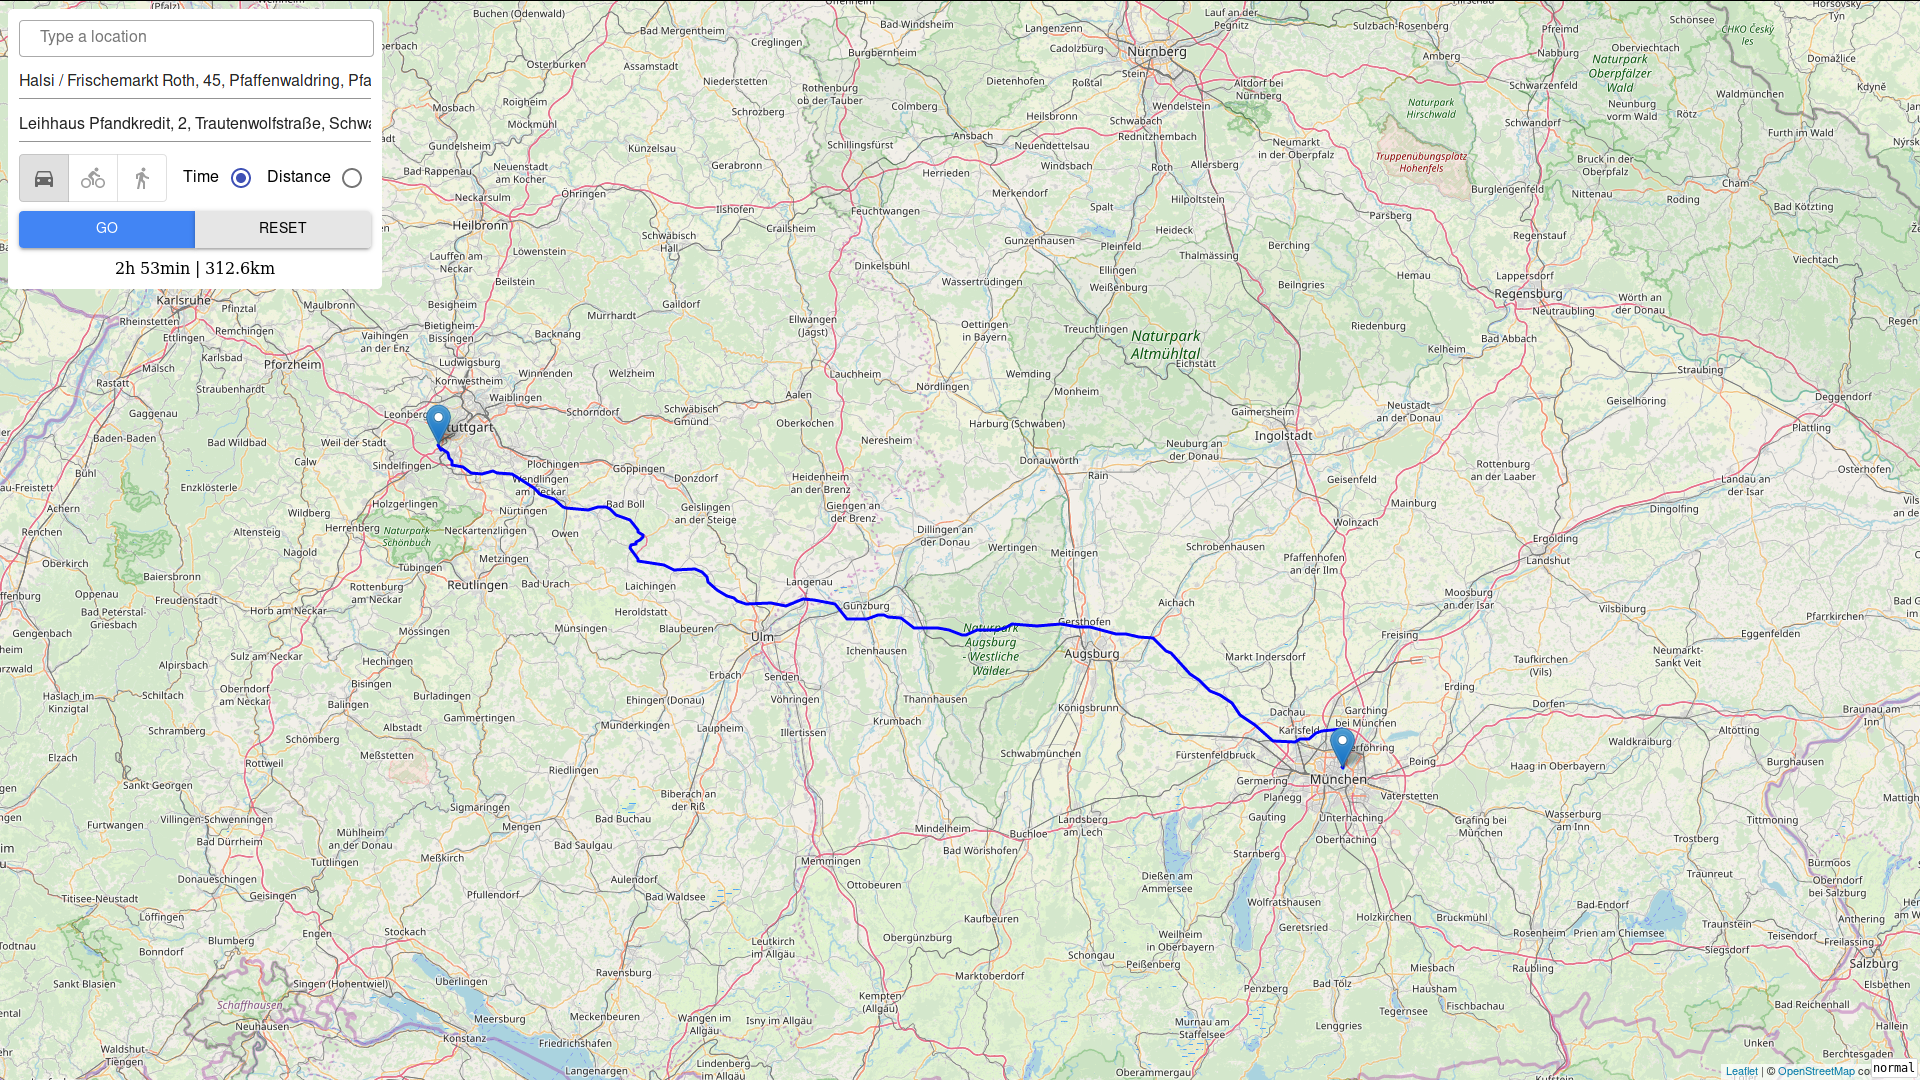 Type a location
Halsi / Frischemarkt Roth, 45, Pfaffenwaldring, Pfa
Leihhaus Pfandkredit, 2, Trautenwolfstraße, Schwa
Time
Distance
GO
RESET
2h 53min | 312.6km
Buchen (Odenwald)
Bad Mergentheim
Creglingen
Bad-Windsheim
Burgbernheim
Langenzenn
Cadolzburg
Nürnberg
Stein
Lauf an der
Pegnitz
Sulzbach-Rosenberg
Amberg
Pfreimd
Nabburg
Oberviechtach
Schönsee
CHKO Český
les
Horšovský
Týn
Domažlice
Kdyně
Osterburken
Assamstadt
Niederstetten
Schrozberg
Rothenburg
ob der Tauber
Colmberg
Ansbach
Dietenhofen
Roßtal
Heilsbronn
Neuendettelsau
Wendelstein
Schwabach
Rednitzhembach
Altdorf bei
Nürnberg
Naturpark
Hirschwald
Schwarzenfeld
Schwandorf
Naturpark
Oberpfälzer
Wald
Neunburg
vorm Wald
Rötz
Waldmünchen
Furth im Wald
Mosbach
Roigheim
Möckmühl
Gundelsheim
Bad Rappenau
Neckarsulm
Neuenstadt
am Kocher
Öhringen
Künzelsau
Gerabronn
Ilshofen
Schillingsfürst
Herrieden
Feuchtwangen
Windsbach
Merkendorf
Roth
Allersberg
Hilpoltstein
Spalt
Neumarkt
in der Oberpfalz
Truppenübungsplatz
Hohenfels
Burglengenfeld
Bruck in der
Oberpfalz
Nittenau
Cham
Roding
Bad Kötzting
Heilbronn
Lauffen am
Neckar
Löwenstein
Beilstein
Schwäbisch
Hall
Crailsheim
Dinkelsbühl
Gunzenhausen
Wassertrüdingen
Pleinfeld
Ellingen
Weißenburg
Heideck
Thalmässing
Berching
Beilngries
Parsberg
Hemau
Regenstauf
Lappersdorf
Regensburg
Neutraubling
Wörth an
der Donau
Viechtach
Karlsruhe
Rheinstetten
Ettlingen
Pfinztal
Remchingen
Karlsbad
Maulbronn
Vaihingen
an der Enz
Besigheim
Bietigheim-
Bissingen
Murrhardt
Backnang
Gaildorf
Ellwangen
(Jagst)
Oettingen
in Bayern
Treuchtlingen
Naturpark
Altmühltal
Eichstätt
Riedenburg
Kelheim
Bad Abbach
Straubing
Malsch
Rastatt
Straubenhardt
Pforzheim
Ludwigsburg
Kornwestheim
Waiblingen
Winnenden
Welzheim
Schorndorf
Schwäbisch
Gmünd
Lauchheim
Aalen
Oberkochen
Nördlingen
Wemding
Monheim
Harburg (Schwaben)
Gaimersheim
Ingolstadt
Neustadt
an der Donau
Geiselhöring
Deggendorf
Plattling
Gaggenau
Baden-Baden
Bad Wildbad
Calw
Weil der Stadt
Stuttgart
Sindelfingen
Plochingen
Göppingen
Donzdorf
Neresheim
Heidenheim
an der Brenz
Donauwörth
Rain
Neuburg an
der Donau
Geisenfeld
Rottenburg
an der Laaber
Mainburg
Landau an
der Isar
Osterhofen
Bühl
Achern
Enzklösterle
Wildberg
Holzgerlingen
Wendlingen
am Neckar
Nürtingen
Bad Boll
Geislingen
an der Steige
Giengen an
der Brenz
Dillingen an
der Donau
Wertingen
Meitingen
Schrobenhausen
Wolnzach
Pfaffenhofen
an der Ilm
Ergolding
Landshut
Dingolfing
Renchen
Oberkirch
Altensteig
Nagold
Herrenberg
Naturpark
Schönbuch
Tübingen
Neckartenzlingen
Metzingen
Owen
Baiersbronn
Freudenstadt
Rottenburg
am Neckar
Reutlingen
Bad Urach
Laichingen
Langenau
Günzburg
Aichach
Moosburg
an der Isar
Vilsbiburg
Pfarrkirchen
Oppenau
Bad Peterstal-
Griesbach
Gengenbach
Horb am Neckar
Mössingen
Heroldstatt
Münsingen
Blaubeuren
Ulm
Ichenhausen
Naturpark
Augsburg
- Westliche
Wälder
Gersthofen
Augsburg
Markt Indersdorf
Freising
Taufkirchen
(Vils)
Eggenfelden
Neumarkt-
Sankt Veit
Alpirsbach
Sulz am Neckar
Hechingen
Bisingen
Burladingen
Erbach
Senden
Ehingen (Donau)
Vöhringen
Thannhausen
Königsbrunn
Dachau
Karlsfeld
Garching
bei München
Erding
Dorfen
Braunau am
Inn
Haslach im
Kinzigtal
Schiltach
Oberndorf
am Neckar
Balingen
Albstadt
Gammertingen
Munderkingen
Laupheim
Krumbach
Illertissen
Schramberg
Schömberg
Meßstetten
Rottweil
Riedlingen
Schwabmünchen
Fürstenfeldbruck
München
Poing
Haag in Oberbayern
Waldkraiburg
Altötting
Burghausen
Elzach
Sankt Georgen
Sigmaringen
Biberach an
der Riß
Bad Buchau
Germering
Planegg
Vaterstetten
Furtwangen
Villingen-Schwenningen
Bad Dürrheim
Mühlheim
an der Donau
Mengen
Bad Saulgau
Mindelheim
Buchloe
Landsberg
am Lech
Gauting
Unterhaching
Oberhaching
Grafing bei
München
Wasserburg
am Inn
Trostberg
Tittmoning
Tuttlingen
Meßkirch
Memmingen
Bad Wörishofen
Starnberg
Donaueschingen
Pfullendorf
Aulendorf
Bad Waldsee
Ottobeuren
Dießen am
Ammersee
Traunreut
Burmoos
Oberndorf
bei Salzburg
Titisee-Neustadt
Geisingen
Löffingen
Kaufbeuren
Wolfratshausen
Geretsried
Holzkirchen
Bruckmühl
Bad Endorf
Prien am Chiemsee
Traunstein
Anthering
Blumberg
Engen
Stockach
Bonndorf
Leutkirch
im Allgäu
Obergünzburg
Weilheim
in Oberbayern
Peißenberg
Rosenheim
Teisendorf
Freilassing
Siegsdorf
Sankt Blasien
Singen (Hohentwiel)
Überlingen
Ravensburg
Marktoberdorf
Schongau
Penzberg
Bad Tölz
Miesbach
Hausham
Tegernsee
Raubling
Fischbachau
Salzburg
Elsbethen
Bad Reichenhall
Schaffhausen
Neuhausen
Meersburg
Meckenbeuren
Konstanz
Friedrichshafen
Wangen im
Allgäu
Isny im Allgäu
Kempten
(Allgäu)
Murnau am
Staffelsee
Lenggries
Hallein
Unken
Berchtesgaden
Waldshut-
Tiengen
Langenargen
Lindenberg
im Allgäu
Oberammergau
Kufstein
Leaflet | © OpenStreetMap co
normal